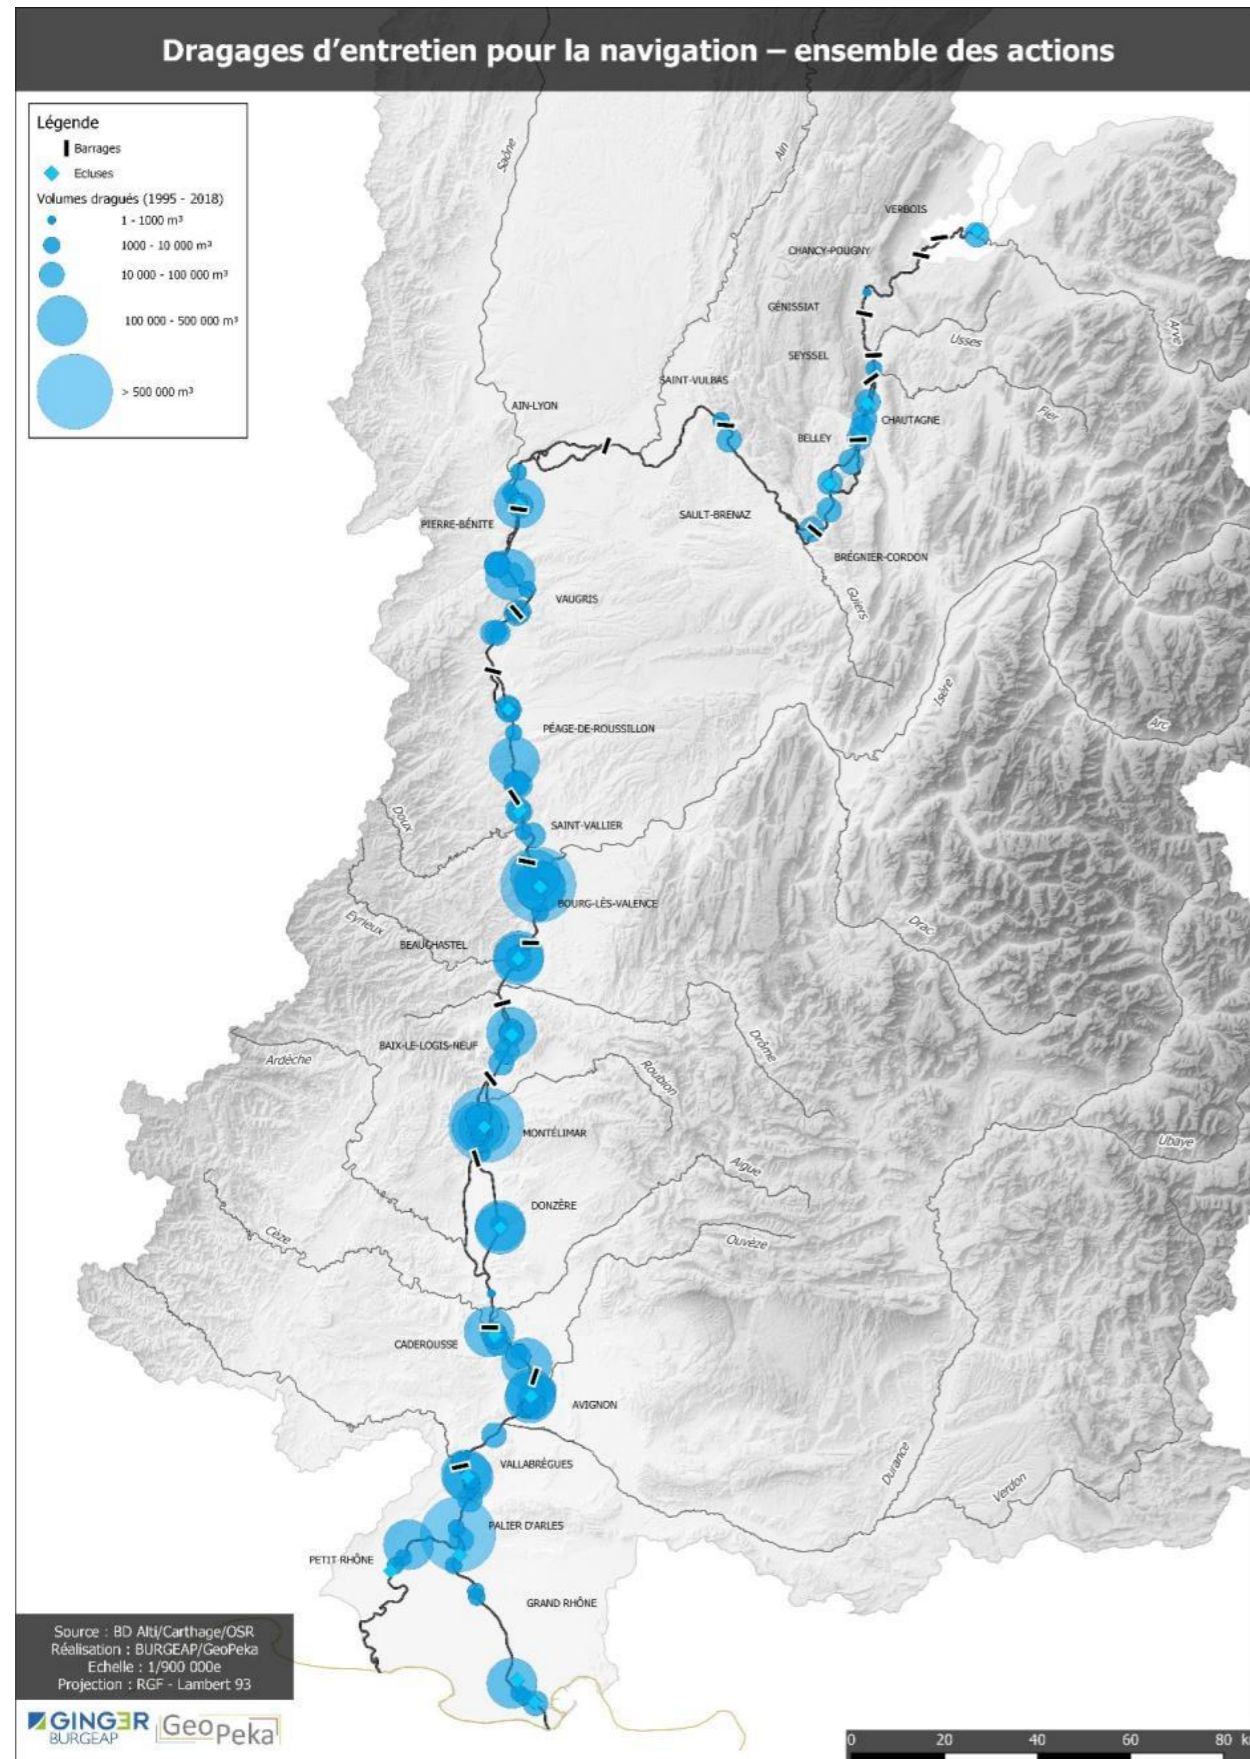 Dragages d'entretien pour la navigation – ensemble des actions
Légende
Barrages
Ecluses
Volumes dragués (1995 - 2018)
1 - 1000 m³
1000 - 10 000 m³
10 000 - 100 000 m³
100 000 - 500 000 m³
> 500 000 m³
Saône
Ain
VERBOIS
CHANCY-POUGNY
GÉNISSIAT
Usses
Arve
SEYSSEL
SAINT-VULBAS
Fier
AIN-LYON
CHAUTAGNE
BELLEY
SAULT-BRENAZ
PIERRE-BÉNITE
BRÉGNIER-CORDON
Guiers
VAUGRIS
Isère
Arc
PÉAGE-DE-ROUSSILLON
Doux
SAINT-VALLIER
BOURG-LÈS-VALENCE
Eyrieux
Drac
BEAUCHASTEL
Drôme
BAIX-LE-LOGIS-NEUF
Ardèche
Roubion
MONTÉLIMAR
Ubaye
Aigue
DONZÈRE
Cèze
Ouvèze
CADEROUSSE
AVIGNON
Durance
VALLABRÈGUES
Verdon
PALIER D'ARLES
PETIT RHÔNE
GRAND RHÔNE
Source : BD Alti/Carthage/OSR
Réalisation : BURGEAP/GeoPeka
Echelle : 1/900 000e
Projection : RGF - Lambert 93
GINGER
BURGEAP
GeoPeka
0 20 40 60 80 k